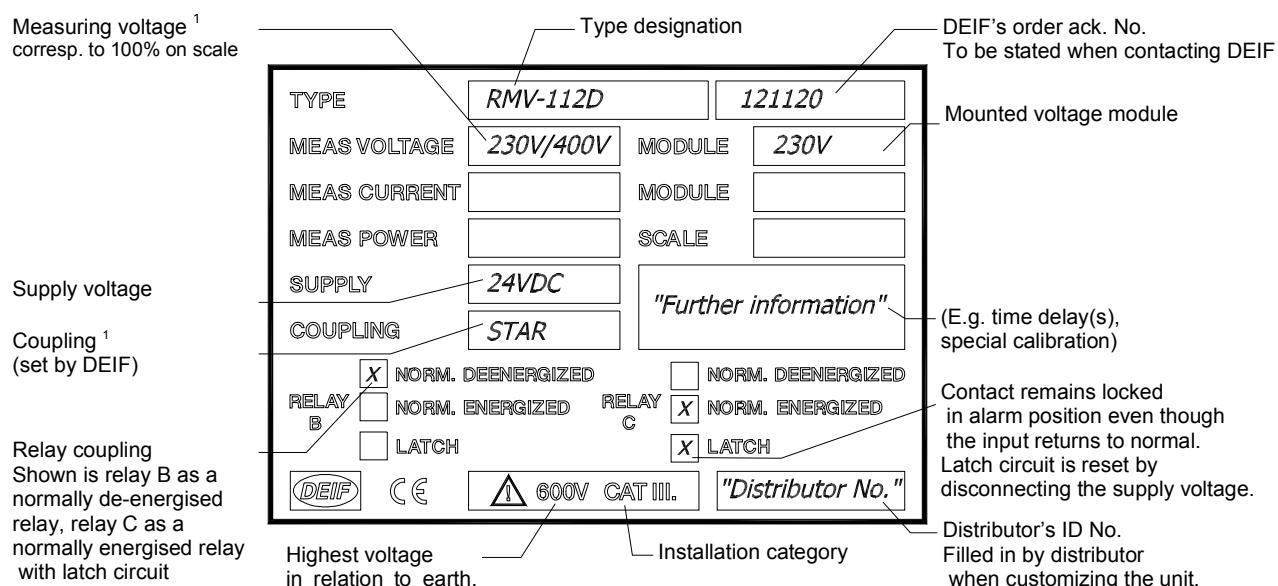 Measuring voltage ¹
corresp. to 100% on scale
Type designation
DEIF's order ack. No.
To be stated when contacting DEIF
TYPE RMV-112D 121120
Mounted voltage module
MEAS VOLTAGE 230V/400V MODULE 230V
MEAS CURRENT MODULE
MEAS POWER SCALE
Supply voltage
SUPPLY 24VDC
"Further information"
(E.g. time delay(s),
special calibration)
Coupling ¹
(set by DEIF)
COUPLING STAR
X NORM. DEENERGIZED NORM. DEENERGIZED
RELAY B NORM. ENERGIZED RELAY C X NORM. ENERGIZED
LATCH X LATCH
Contact remains locked
in alarm position even though
the input returns to normal.
Latch circuit is reset by
disconnecting the supply voltage.
Relay coupling
Shown is relay B as a
normally de-energised
relay, relay C as a
normally energised relay
with latch circuit
DEIF CE 600V CAT III. "Distributor No."
Highest voltage
in relation to earth.
Installation category
Distributor's ID No.
Filled in by distributor
when customizing the unit.